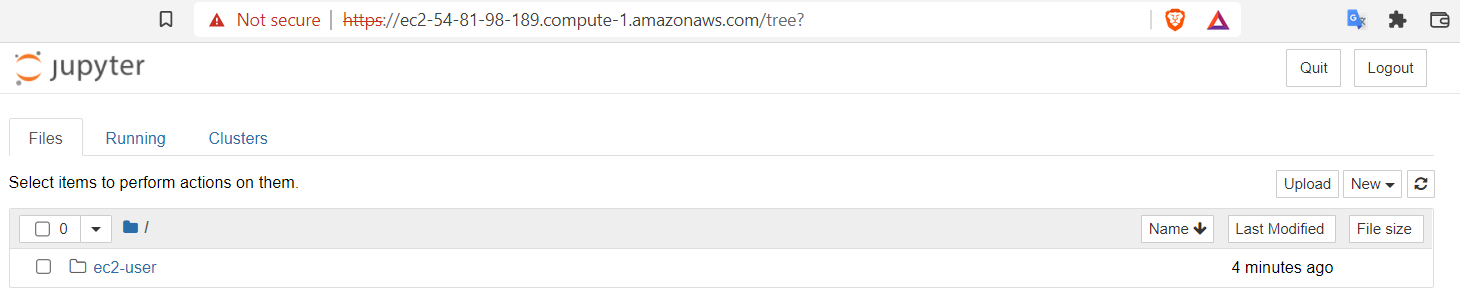 Not secure https://ec2-54-81-98-189.compute-1.amazonaws.com/tree?
jupyter Quit Logout
Files Running Clusters
Select items to perform actions on them. Upload New
0 / Name Last Modified File size
ec2-user 4 minutes ago